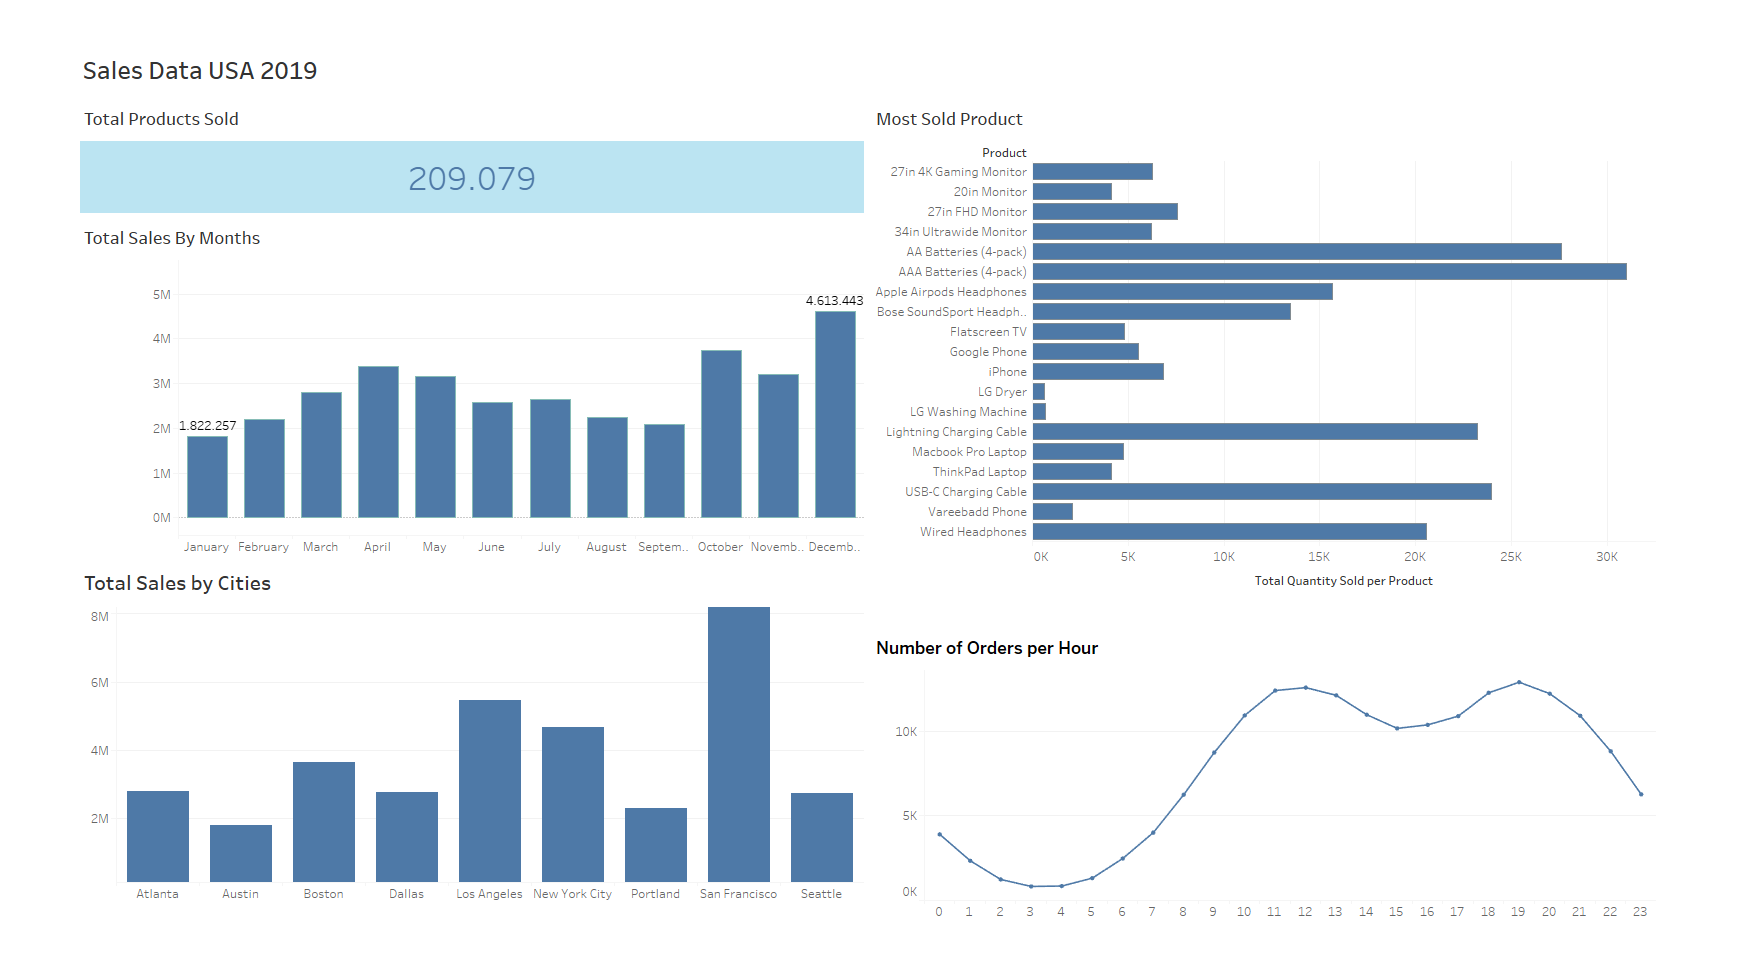 Sales Data USA 2019
Total Products Sold
209.079
Total Sales By Months
5M
4M
3M
2M
1M
0M
4.613.443
1.822.257
January February March April May June July August Septem.. October Novemb.. Decemb..
Total Sales by Cities
8M
6M
4M
2M
Atlanta Austin Boston Dallas Los Angeles New York City Portland San Francisco Seattle
Most Sold Product
Product
27in 4K Gaming Monitor
20in Monitor
27in FHD Monitor
34in Ultrawide Monitor
AA Batteries (4-pack)
AAA Batteries (4-pack)
Apple Airpods Headphones
Bose SoundSport Headph..
Flatscreen TV
Google Phone
iPhone
LG Dryer
LG Washing Machine
Lightning Charging Cable
Macbook Pro Laptop
ThinkPad Laptop
USB-C Charging Cable
Vareebadd Phone
Wired Headphones
0K 5K 10K 15K 20K 25K 30K
Total Quantity Sold per Product
Number of Orders per Hour
10K
5K
0K
0 1 2 3 4 5 6 7 8 9 10 11 12 13 14 15 16 17 18 19 20 21 22 23